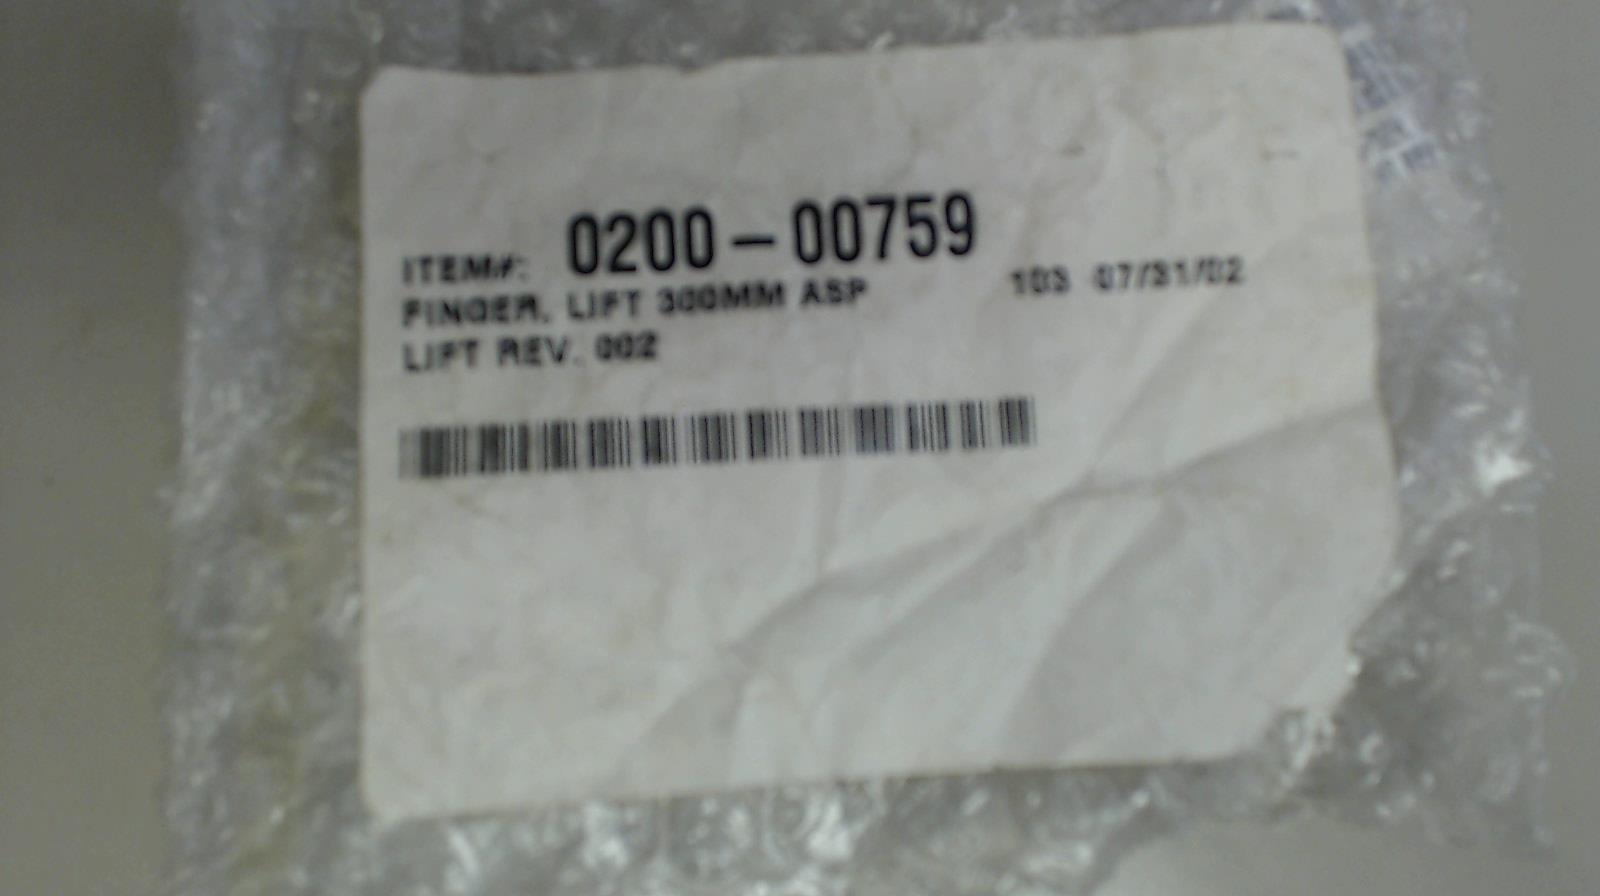 ITEM#: 0200-00759
FINGER, LIFT 300MM ASP 103 07/31/02
LIFT REV. 002